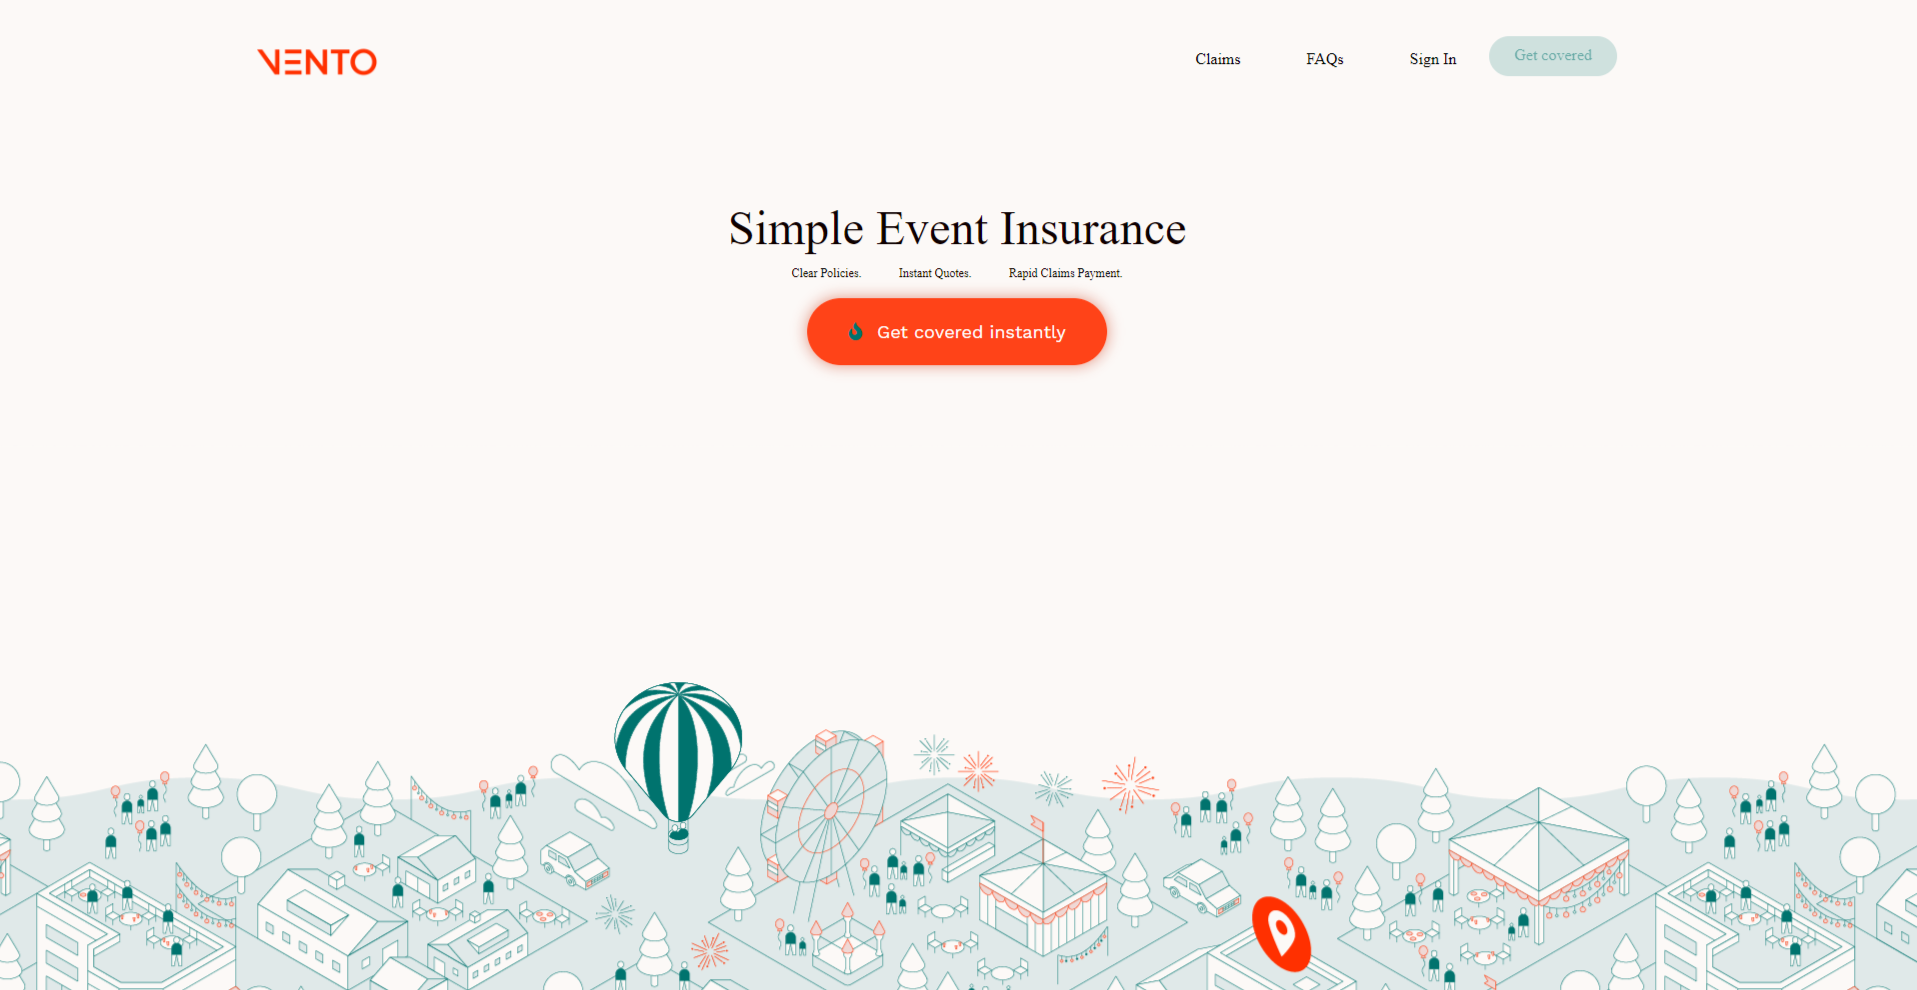 VENTO
Claims FAQs Sign In Get covered
Simple Event Insurance
Clear Policies. Instant Quotes. Rapid Claims Payment.
Get covered instantly